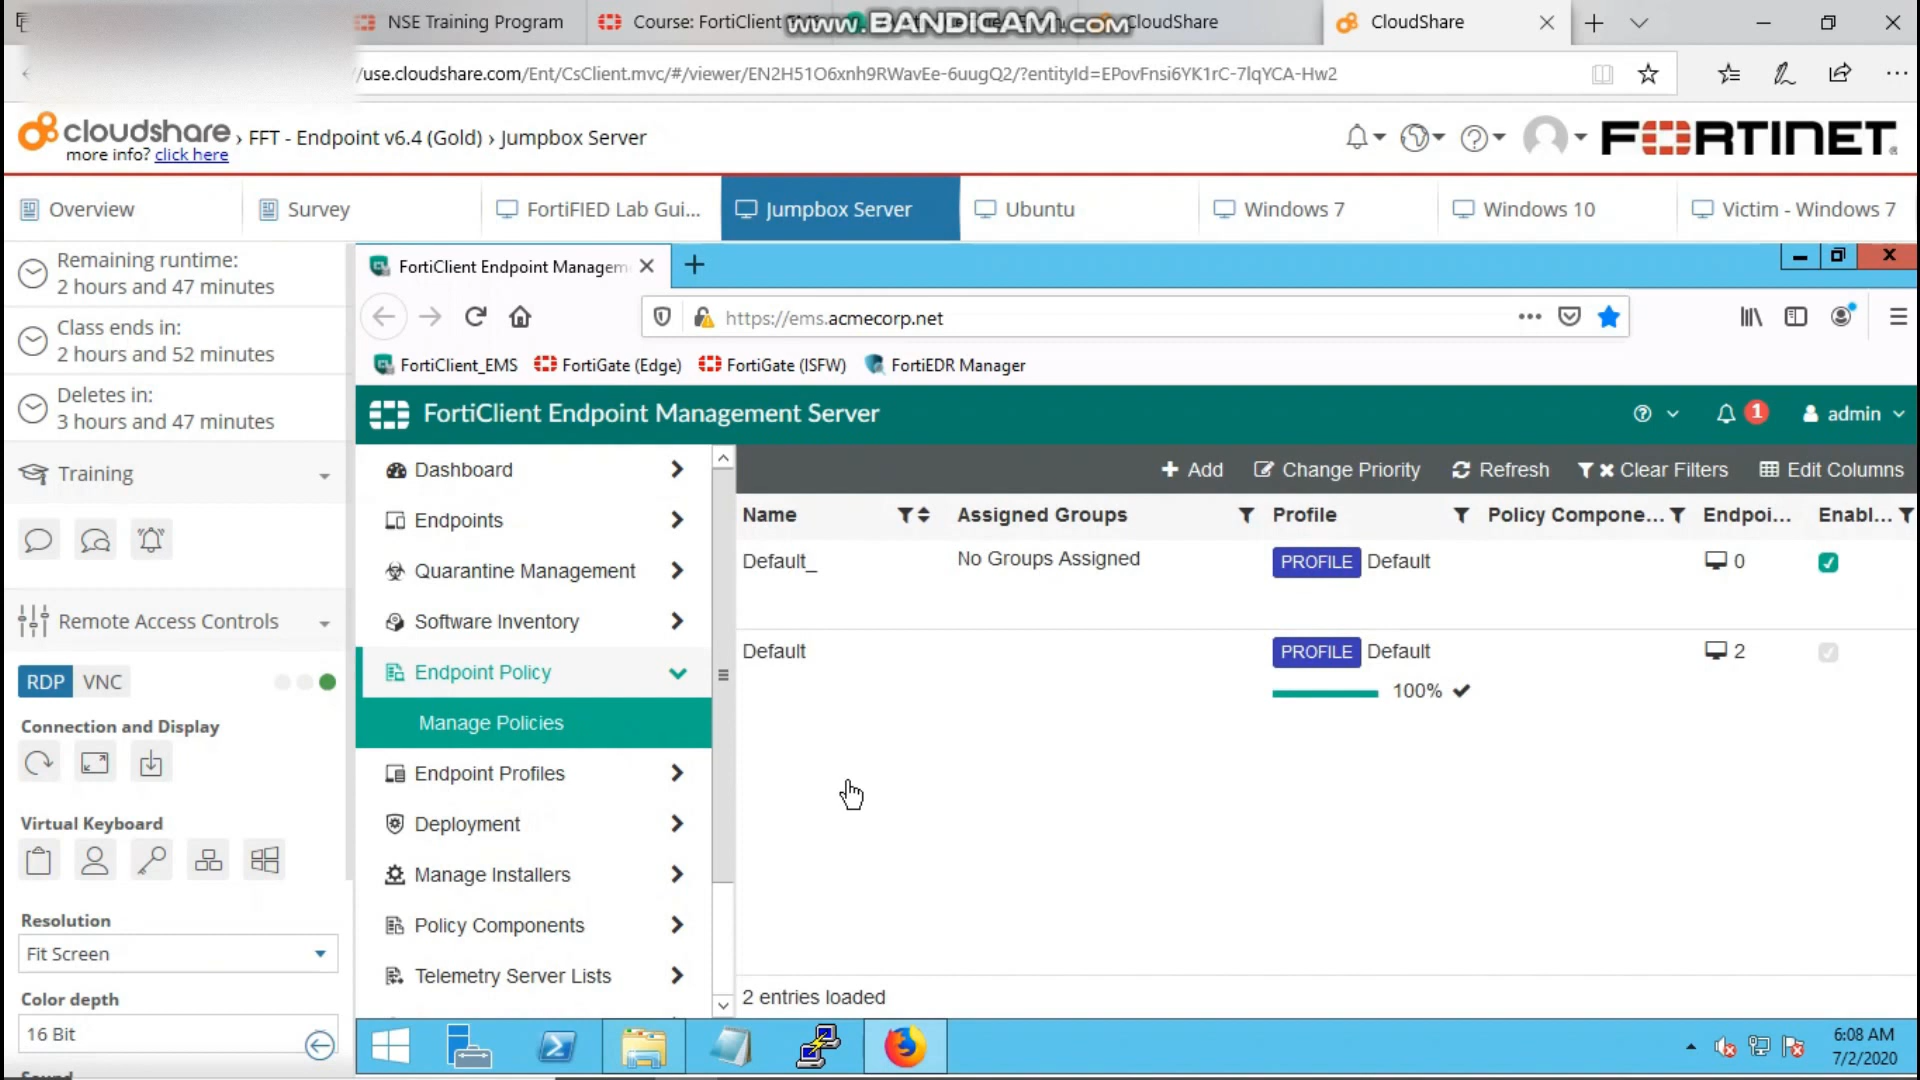 NSE Training Program
Course: FortiClient
www.BANDICAM.com
CloudShare
CloudShare
/use.cloudshare.com/Ent/CsClient.mvc/#/viewer/EN2H51O6xnh9RWavEe-6uugQ2/?entityId=EPovFnsi6YK1rC-7lqYCA-Hw2
cloudshare › FFT - Endpoint v6.4 (Gold) › Jumpbox Server
more info? click here
FORTINET
Overview
Survey
FortiFIED Lab Gui...
Jumpbox Server
Ubuntu
Windows 7
Windows 10
Victim - Windows 7
Remaining runtime:
2 hours and 47 minutes
Class ends in:
2 hours and 52 minutes
Deletes in:
3 hours and 47 minutes
Training
Remote Access Controls
RDP VNC
Connection and Display
Virtual Keyboard
Resolution
Fit Screen
Color depth
16 Bit
Sound
FortiClient Endpoint Managem
https://ems.acmecorp.net
FortiClient_EMS
FortiGate (Edge)
FortiGate (ISFW)
FortiEDR Manager
FortiClient Endpoint Management Server
1
admin
Dashboard
Endpoints
Quarantine Management
Software Inventory
Endpoint Policy
Manage Policies
Endpoint Profiles
Deployment
Manage Installers
Policy Components
Telemetry Server Lists
Add
Change Priority
Refresh
Clear Filters
Edit Columns
Name
Assigned Groups
Profile
Policy Compone...
Endpoi...
Enabl...
Default_
No Groups Assigned
PROFILE Default
0
Default
PROFILE Default
2
100%
2 entries loaded
6:08 AM
7/2/2020